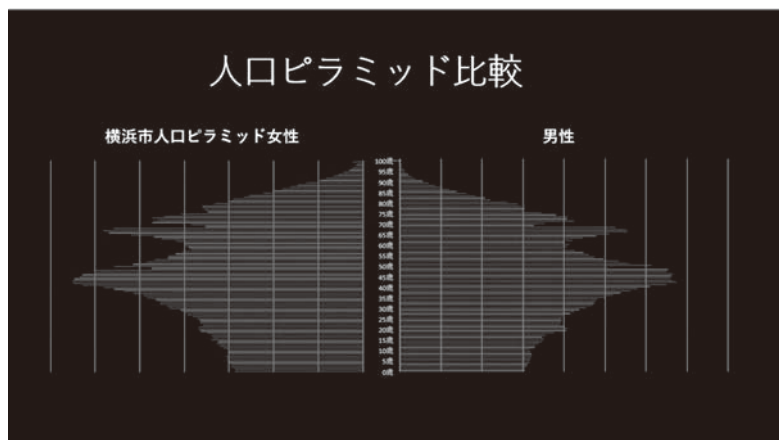 人口ピラミッド比較
横浜市人口ピラミッド女性
男性
100歳
95歳
90歳
85歳
80歳
75歳
70歳
65歳
60歳
55歳
50歳
45歳
40歳
35歳
30歳
25歳
20歳
15歳
10歳
5歳
0歳